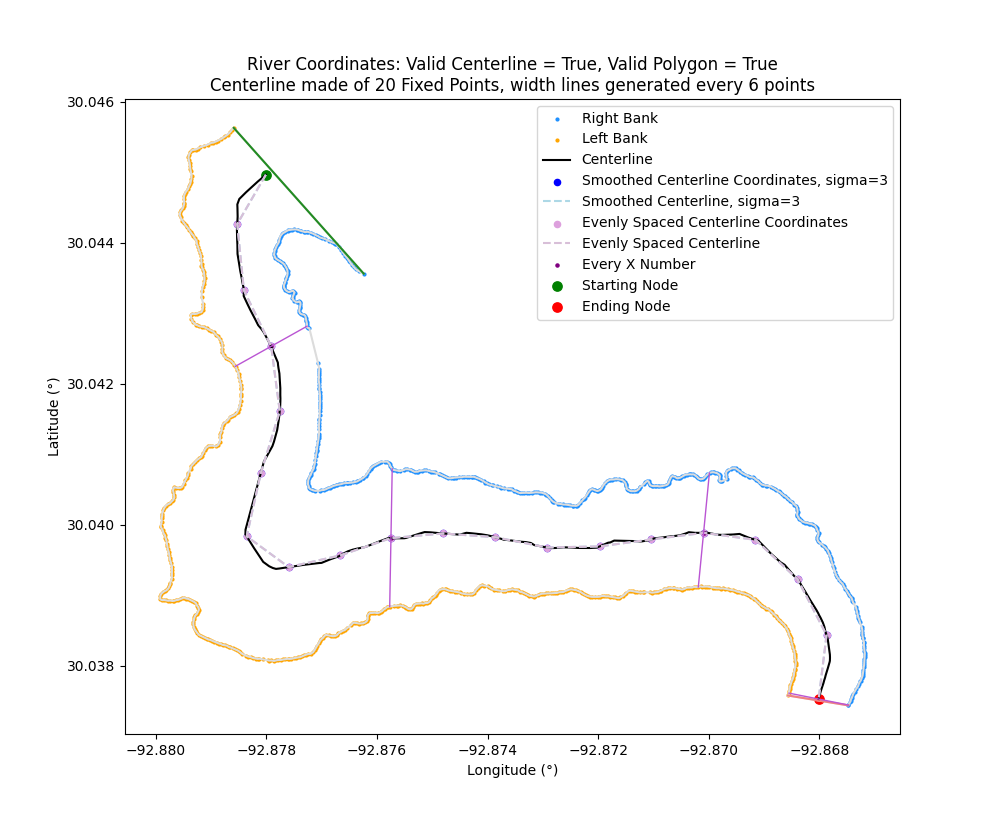 River Coordinates: Valid Centerline = True, Valid Polygon = True
Centerline made of 20 Fixed Points, width lines generated every 6 points
30.046
30.044
30.042
30.040
30.038
Latitude (°)
Right Bank
Left Bank
Centerline
Smoothed Centerline Coordinates, sigma=3
Smoothed Centerline, sigma=3
Evenly Spaced Centerline Coordinates
Evenly Spaced Centerline
Every X Number
Starting Node
Ending Node
−92.880 −92.878 −92.876 −92.874 −92.872 −92.870 −92.868
Longitude (°)